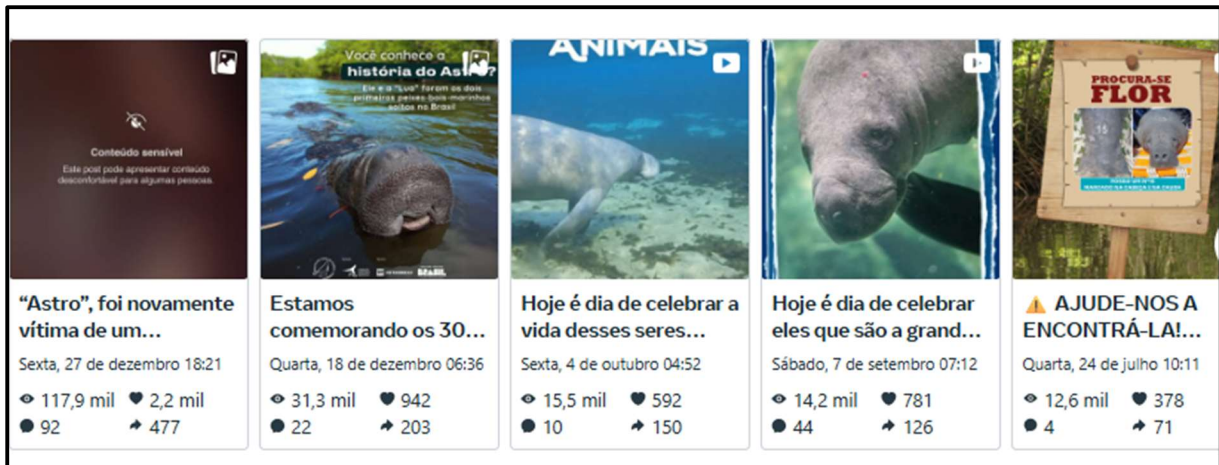 Conteúdo sensível
Este post pode apresentar conteúdo
desconfortável para algumas pessoas.
“Astro”, foi novamente
vítima de um...
Sexta, 27 de dezembro 18:21
117,9 mil 2,2 mil
92 477
Você conhece a
história do Astro?
Ele e a "Lua" foram os dois
primeiros peixes-bois-marinhos
soltos no Brasil
BRASIL
Estamos
comemorando os 30...
Quarta, 18 de dezembro 06:36
31,3 mil 942
22 203
ANIMAIS
Hoje é dia de celebrar a
vida desses seres...
Sexta, 4 de outubro 04:52
15,5 mil 592
10 150
Hoje é dia de celebrar
eles que são a grand...
Sábado, 7 de setembro 07:12
14,2 mil 781
44 126
PROCURA-SE
FLOR
MARCADO NA CABEÇA E NA CAUDA
⚠️ AJUDE-NOS A
ENCONTRÁ-LA!...
Quarta, 24 de julho 10:11
12,6 mil 378
4 71